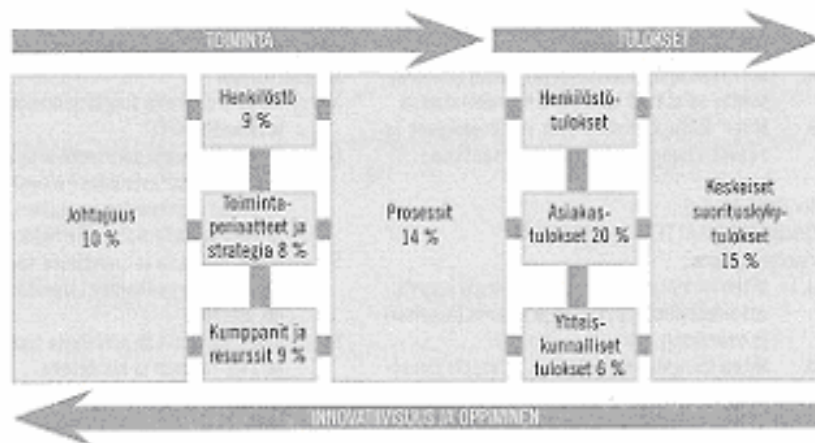 TOIMINTA
TULOKSET
Johtajuus
10 %
Henkilöstö
9 %
Toiminta-
periaatteet ja
strategia 8 %
Kumppanit ja
resurssit 9 %
Prosessit
14 %
Henkilöstö-
tulokset
Asiakas-
tulokset 20 %
Yhteis-
kunnalliset
tulokset 6 %
Keskeiset
suorituskyky-
tulokset
15 %
INNOVATIIVISUUS JA OPPIMINEN